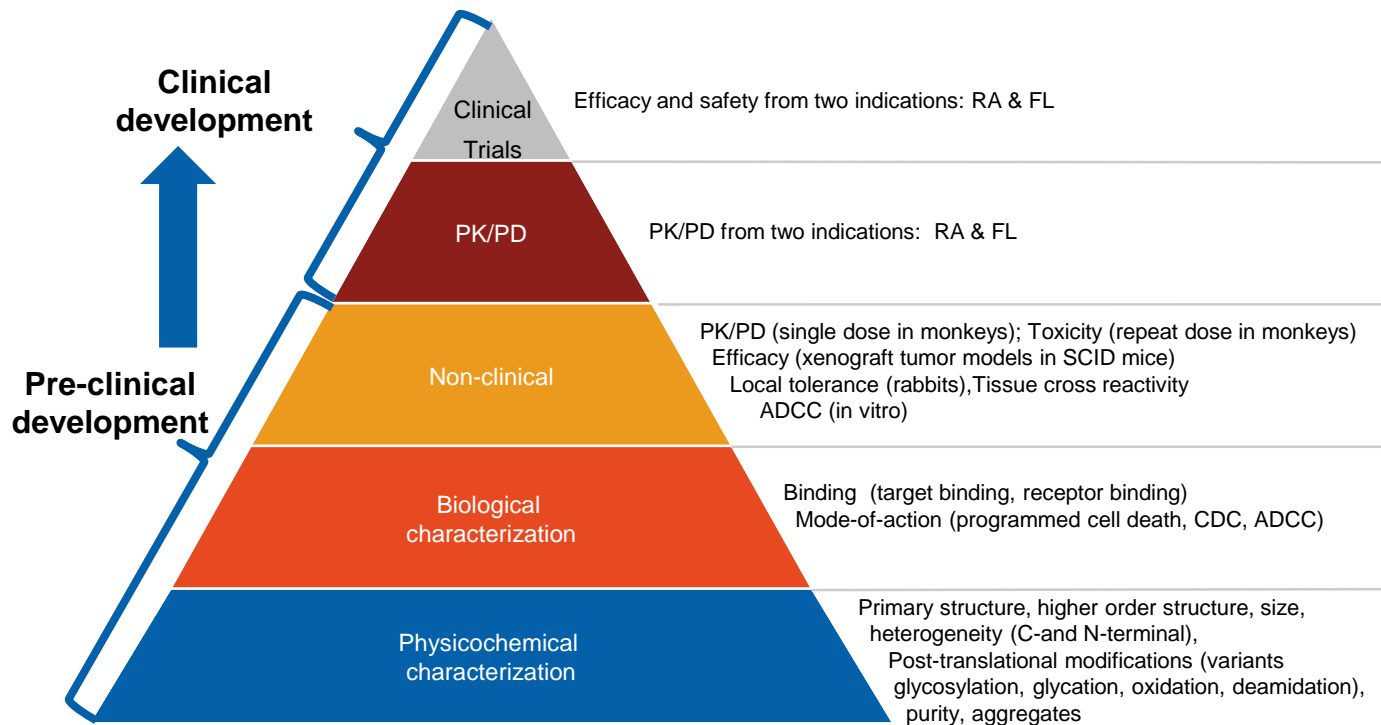 Clinical
development
Pre-clinical
development
Clinical
Trials
Efficacy and safety from two indications: RA & FL
PK/PD
PK/PD from two indications:  RA & FL
Non-clinical
PK/PD (single dose in monkeys); Toxicity (repeat dose in monkeys)
Efficacy (xenograft tumor models in SCID mice)
Local tolerance (rabbits),Tissue cross reactivity
ADCC (in vitro)
Biological
characterization
Binding  (target binding, receptor binding)
Mode-of-action (programmed cell death, CDC, ADCC)
Physicochemical
characterization
Primary structure, higher order structure, size,
heterogeneity (C-and N-terminal),
Post-translational modifications (variants
glycosylation, glycation, oxidation, deamidation),
purity, aggregates